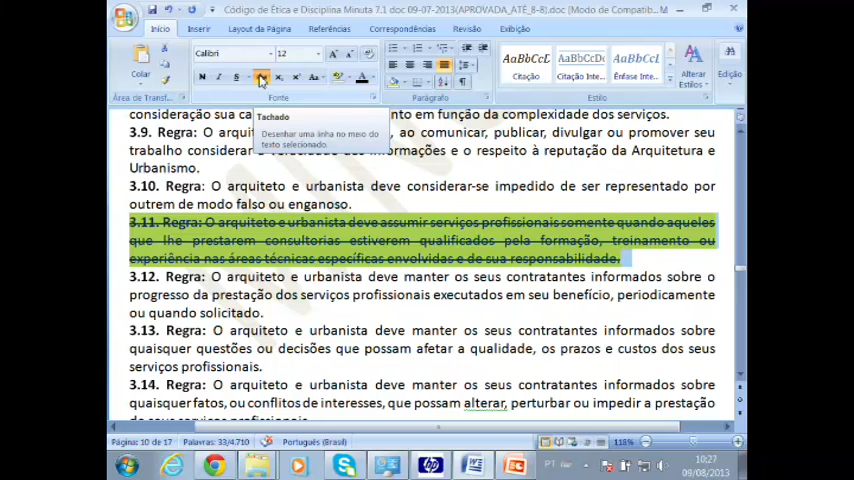 Código de Ética e Disciplina Minuta 7.1 doc 09-07-2013(APROVADA_ATÉ_8-8).doc [Modo de Compatib...
Início Inserir Layout da Página Referências Correspondências Revisão Exibição
Calibri 12
AaBbCcL AaBbCcDc AaBbCcL
Colar
N I S
Citação Citação Inte... Ênfase Inte...
Alterar Estilos
Edição
Área de Transf... Fonte Parágrafo Estilo
Tachado
Desenhar uma linha no meio do
texto selecionado.
consideração sua ento em função da complexidade dos serviços.
3.9. Regra: O arquite , ao comunicar, publicar, divulgar ou promover seu
trabalho considerar a veracidade das informações e o respeito à reputação da Arquitetura e
Urbanismo.
3.10. Regra: O arquiteto e urbanista deve considerar-se impedido de ser representado por
outrem de modo falso ou enganoso.
3.11. Regra: O arquiteto e urbanista deve assumir serviços profissionais somente quando aqueles
que lhe prestarem consultorias estiverem qualificados pela formação, treinamento ou
experiência nas áreas técnicas específicas envolvidas e de sua responsabilidade.
3.12. Regra: O arquiteto e urbanista deve manter os seus contratantes informados sobre o
progresso da prestação dos serviços profissionais executados em seu benefício, periodicamente
ou quando solicitado.
3.13. Regra: O arquiteto e urbanista deve manter os seus contratantes informados sobre
quaisquer questões ou decisões que possam afetar a qualidade, os prazos e custos dos seus
serviços profissionais.
3.14. Regra: O arquiteto e urbanista deve manter os seus contratantes informados sobre
quaisquer fatos, ou conflitos de interesses, que possam alterar, perturbar ou impedir a prestação
de seus serviços profissionais.
Página: 10 de 17 Palavras: 33/4.710 Português (Brasil) 118%
PT 10:27
09/08/2013